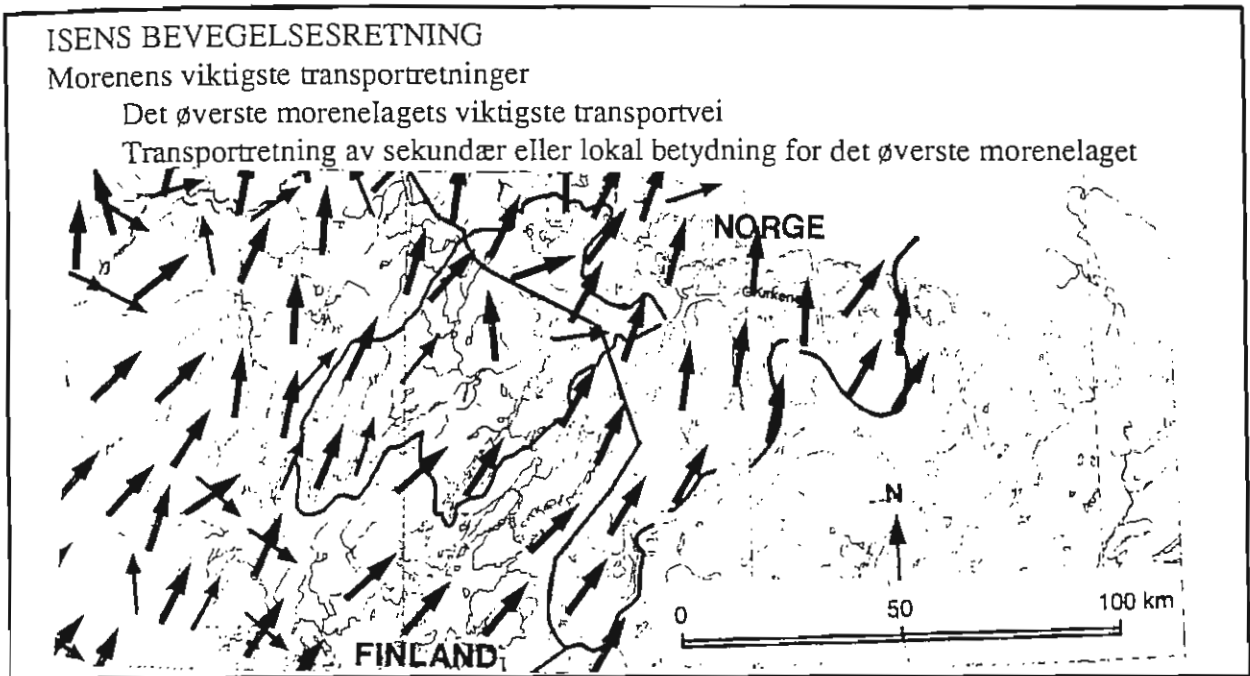 ISENS BEVEGELSESRETNING
Morenens viktigste transportretninger
Det øverste morenelagets viktigste transportvei
Transportretning av sekundær eller lokal betydning for det øverste morenelaget
NORGE
Kirkenes
N
0 50 100 km
FINLAND